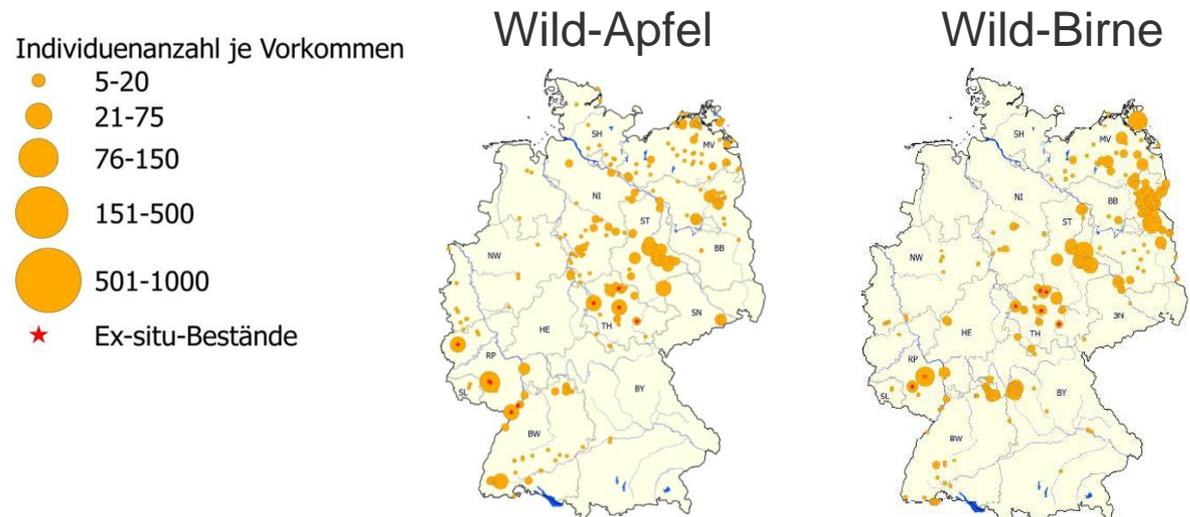 Wild-Apfel
Wild-Birne
Individuenanzahl je Vorkommen
5-20
21-75
76-150
151-500
501-1000
Ex-situ-Bestände
SH
MV
NI
ST
BB
NW
HE
TH
SN
RP
SL
BY
BW
SH
MV
NI
BB
ST
NW
HE
TH
SN
RP
SL
BY
BW